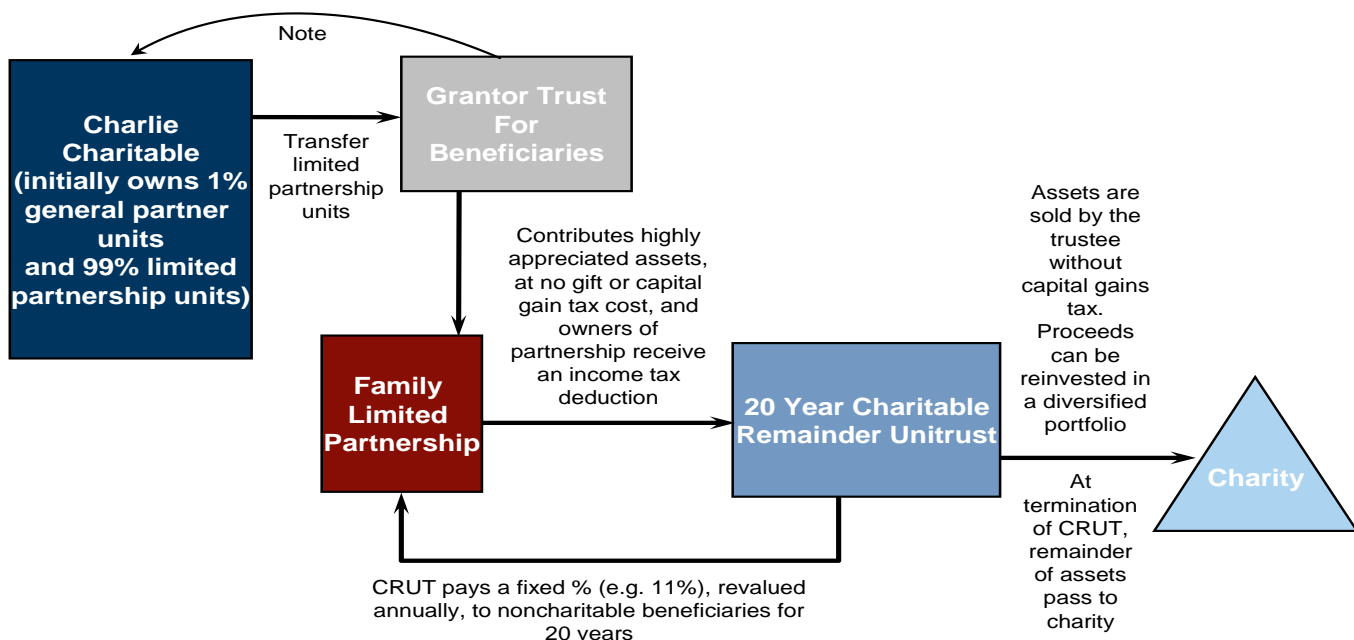 Note
Charlie
Charitable
(initially owns 1%
general partner
units
and 99% limited
partnership units)
Transfer
limited
partnership
units
Grantor Trust
For
Beneficiaries
Contributes highly
appreciated assets,
at no gift or capital
gain tax cost, and
owners of
partnership receive
an income tax
deduction
Family
Limited
Partnership
20 Year Charitable
Remainder Unitrust
Assets are
sold by the
trustee
without
capital gains
tax.
Proceeds
can be
reinvested in
a diversified
portfolio
Charity
At
termination
of CRUT,
remainder
of assets
pass to
charity
CRUT pays a fixed % (e.g. 11%), revalued
annually, to noncharitable beneficiaries for
20 years